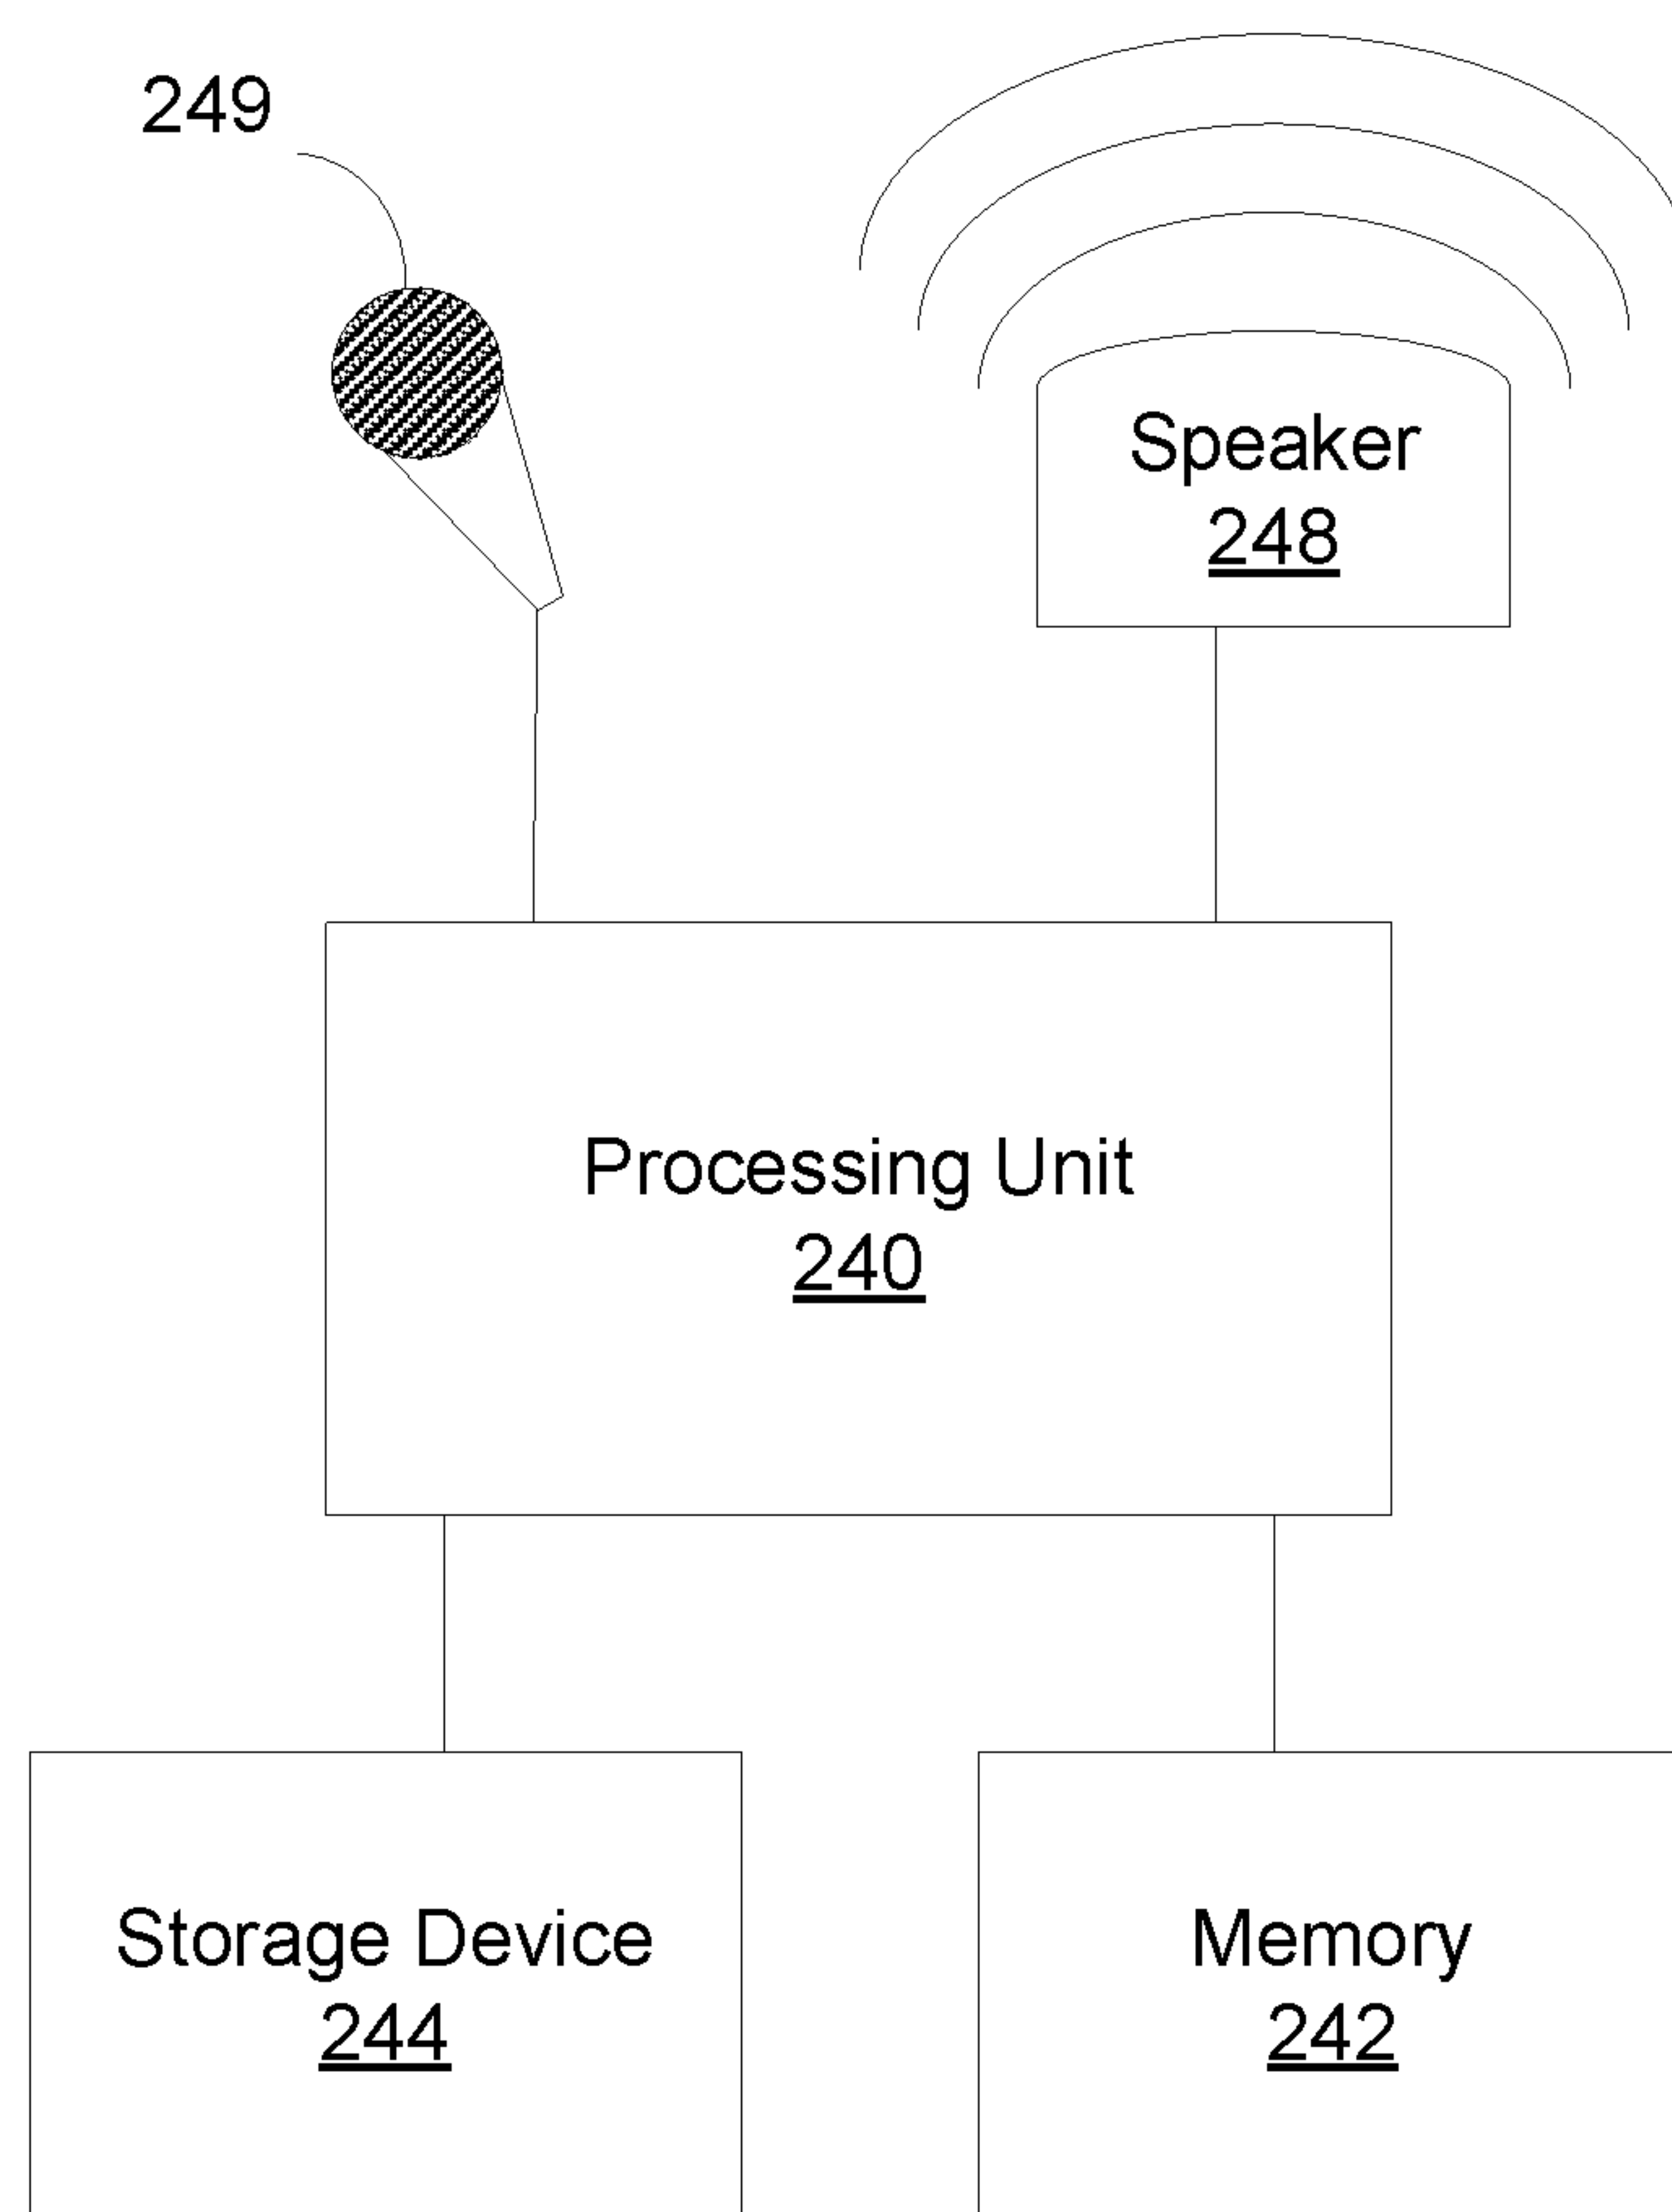 249
Speaker
248
Processing Unit
240
Storage Device
244
Memory
242